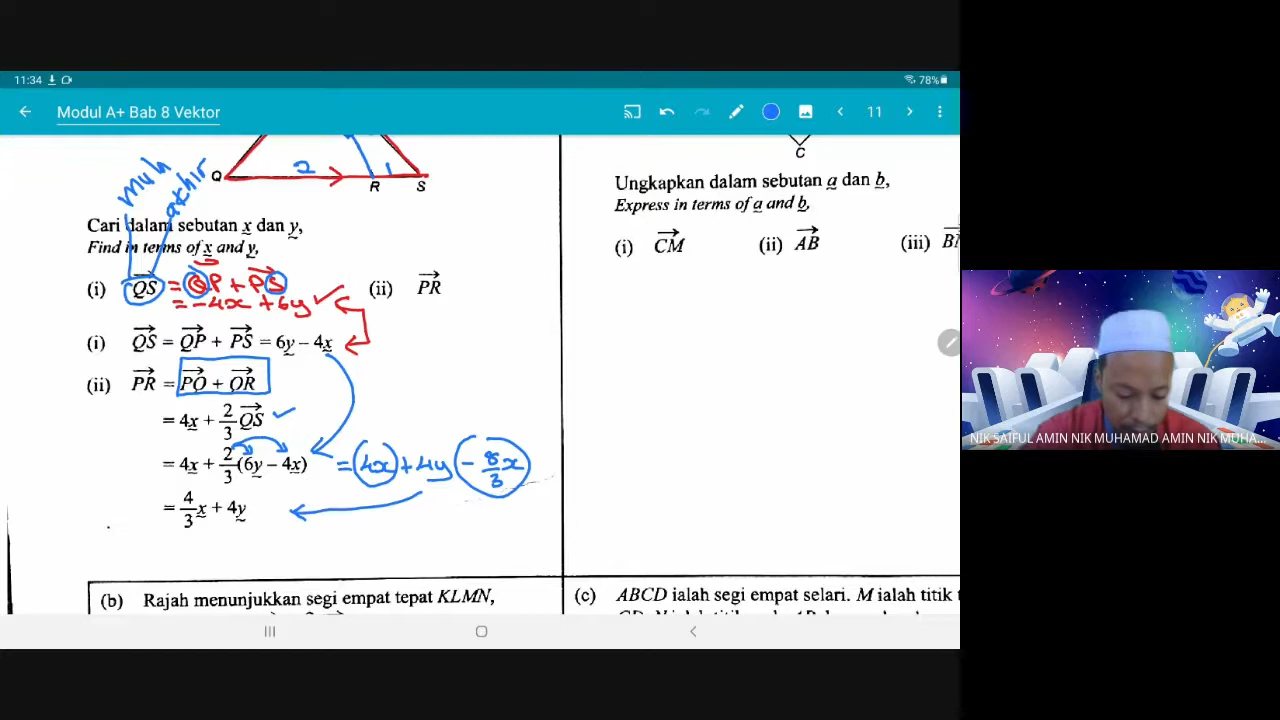 11:34 78%
Modul A+ Bab 8 Vektor 11
2 1
Q R S
mula
akhir
Cari dalam sebutan x dan y,
Find in terms of x and y,
(i) QS = QP + PS (ii) PR
= -4x + 6y ✓
(i) QS = QP + PS = 6y − 4x
(ii) PR = PQ + QR
= 4x + 2/3 QS ✓
= 4x + 2/3 (6y − 4x) = 4x + 4y - 8/3 x
= 4/3 x + 4y
C
Ungkapkan dalam sebutan a dan b,
Express in terms of a and b,
(i) CM (ii) AB (iii)
(b) Rajah menunjukkan segi empat tepat KLMN,
(c) ABCD ialah segi empat selari. M ialah titik
NIK SAIFUL AMIN NIK MUHAMAD AMIN NIK MUHA...